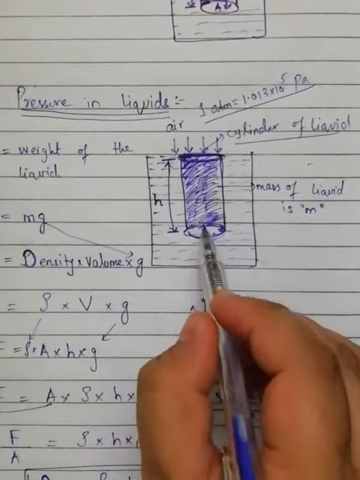 A
Pressure in Liquids:-
1 atm = 1.013×10⁵ Pa
air
cylinder of liquid
= weight of the
liquid
h
mass of liquid
is "m"
= mg
= Density×Volume×g
= ρ × V × g
= ρ×A×h×g
= A× ρ × h×
F/A = ρ × h ×